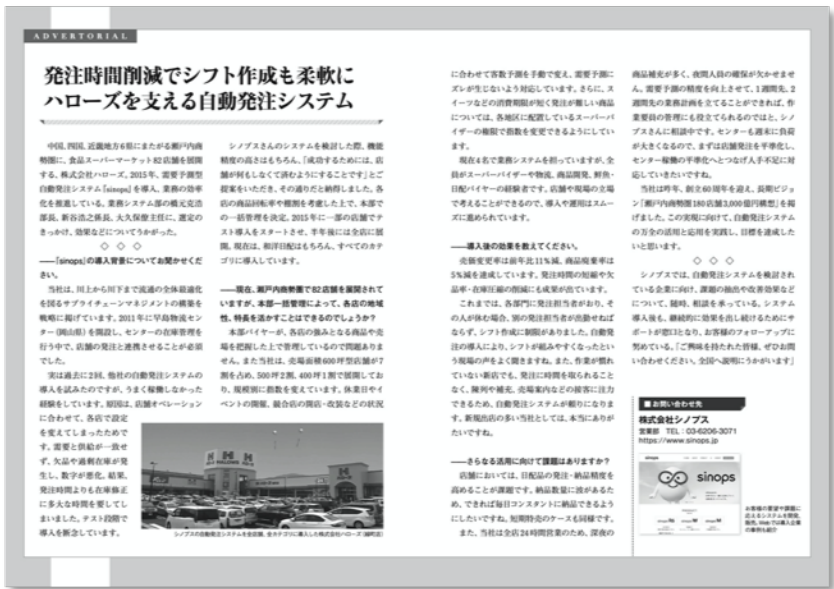 ADVERTORIAL
発注時間削減でシフト作成も柔軟に
ハローズを支える自動発注システム
中国、四国、近畿地方6県にまたがる瀬戸内商
勢圏に、食品スーパーマーケット82店舗を展開
する、株式会社ハローズ。2015年、需要予測型
自動発注システム「sinops」を導入、業務の効率
化を推進している。業務システム部の橋元克浩
部長、新谷浩之係長、大久保僚主任に、選定の
きっかけ、効果などについてうかがった。
◇ ◇ ◇
――「sinops」の導入背景についてお聞かせくだ
さい。
当社は、川上から川下まで流通の全体最適化
を図るサプライチェーンマネジメントの構築を
戦略に掲げています。2011年に早島物流セン
ター(岡山県)を開設し、センターの在庫管理を
行う中で、店舗の発注と連携させることが必須
でした。
実は過去に2回、他社の自動発注システムの
導入を試みたのですが、うまく稼働しなかった
経験をしています。原因は、店舗オペレーション
に合わせて、各店で設定
を変えてしまったためで
す。需要と供給が一致せ
ず、欠品や過剰在庫が発
生し、数字が悪化。結果、
発注時間よりも在庫修正
に多大な時間を要してし
まいました。テスト段階で
導入を断念しています。
シノプスさんのシステムを検討した際、機能
精度の高さはもちろん、「成功するためには、店
舗が何もしなくて済むようにすることです」とご
提案をいただき、その通りだと納得しました。各
店の商品回転率や棚割を考慮した上で、本部で
の一括管理を決定。2015年に一部の店舗でテ
スト導入をスタートさせ、半年後には全店に展
開。現在は、和洋日配はもちろん、すべてのカテ
ゴリに導入しています。
――現在、瀬戸内商勢圏で82店舗を展開されて
いますが、本部一括管理によって、各店の地域
性、特長を活かすことはできるのでしょうか?
本部バイヤーが、各店の強みとなる商品や売
場を把握した上で管理しているので問題ありま
せん。また当社は、売場面積600坪型店舗が7
割を占め、500坪2割、400坪1割で展開してお
り、規模別に指数を変えています。休業日やイ
ベントの開催、競合店の開店・改装などの状況
HALOWS
シノプスの自動発注システムを全店舗、全カテゴリに導入した株式会社ハローズ(緑町店)
に合わせて客数予測を手動で変え、需要予測に
ズレが生じないよう対応しています。さらに、ス
イーツなどの消費期限が短く発注が難しい商品
については、各地区に配置しているスーパーバ
イザーの権限で指数を変更できるようにしてい
ます。
現在4名で業務システムを担っていますが、全
員がスーパーバイザーや物流、商品開発、鮮魚・
日配バイヤーの経験者です。店舗や現場の立場
で考えることができるので、導入や運用はスムー
ズに進められています。
――導入後の効果を教えてください。
売価変更率は前年比11%減、商品廃棄率は
5%減を達成しています。発注時間の短縮や欠
品率・在庫圧縮の削減にも成果が出ています。
これまでは、各部門に発注担当者がおり、そ
の人が休む場合、別の発注担当者が出勤せねば
ならず、シフト作成に制限がありました。自動発
注の導入により、シフトが組みやすくなったとい
う現場の声をよく聞きますね。また、作業が慣れ
ていない新店でも、発注に時間を取られること
なく、陳列や補充、売場案内などの接客に注力
できるため、自動発注システムが頼りになりま
す。新規出店の多い当社としては、本当にありが
たいですね。
――さらなる活用に向けて課題はありますか?
店舗においては、日配品の発注・納品精度を
高めることが課題です。納品数量に波があるた
め、できれば毎日コンスタントに納品できるよう
にしたいですね。短期特売のケースも同様です。
また、当社は全店24時間営業のため、深夜の
商品補充が多く、夜間人員の確保が欠かせませ
ん。需要予測の精度を向上させて、1週間先、2
週間先の業務計画を立てることができれば、作
業要員の管理にも役立てられるのではと、シノ
プスさんに相談中です。センターも週末に負荷
が大きくなるので、まずは店舗発注を平準化し、
センター稼働の平準化へとつなげ人手不足に対
応していきたいですね。
当社は昨年、創立60周年を迎え、長期ビジョ
ン「瀬戸内商勢圏180店舗3,000億円構想」を掲
げました。この実現に向けて、自動発注システム
の万全の活用と応用を実践し、目標を達成した
いと思います。
◇ ◇ ◇
シノプスでは、自動発注システムを検討され
ている企業に向け、課題の抽出や改善効果など
について、随時、相談を承っている。システム
導入後も、継続的に効果を出し続けるためにサ
ポートが窓口となり、お客様のフォローアップに
努めている。「ご興味を持たれた皆様、ぜひお問
い合わせください。全国へ説明にうかがいます」
■お問い合わせ先
株式会社シノプス
営業部 TEL:03-6206-3071
https://www.sinops.jp
sinops
sinops
お客様の要望や課題に
応えるシステムを開発、
販売。Webでは導入企業
の事例も紹介